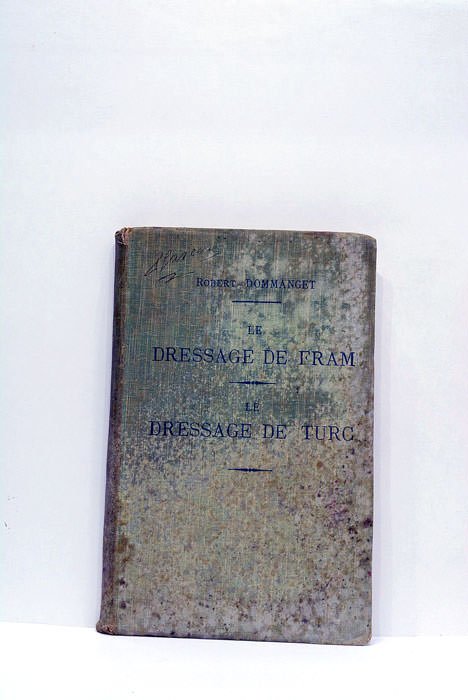 ROBERT DOMMANGET
LE
DRESSAGE DE FRAM
LE
DRESSAGE DE TURC